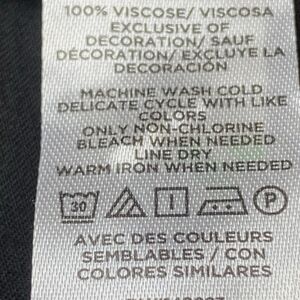 100% VISCOSE/ VISCOSA
EXCLUSIVE OF
DECORATION/ SAUF
DÉCORATION/ EXCLUYE LA
DECORACIÓN
MACHINE WASH COLD
DELICATE CYCLE WITH LIKE
COLORS
ONLY NON-CHLORINE
BLEACH WHEN NEEDED
LINE DRY
WARM IRON WHEN NEEDED
30 P
AVEC DES COULEURS
SEMBLABLES / CON
COLORES SIMILARES